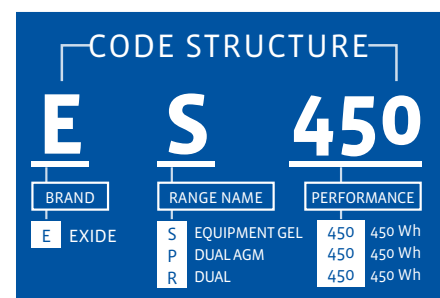 CODE STRUCTURE
E S 450
BRAND RANGE NAME PERFORMANCE
E EXIDE S EQUIPMENT GEL 450 450 Wh
P DUAL AGM 450 450 Wh
R DUAL 450 450 Wh